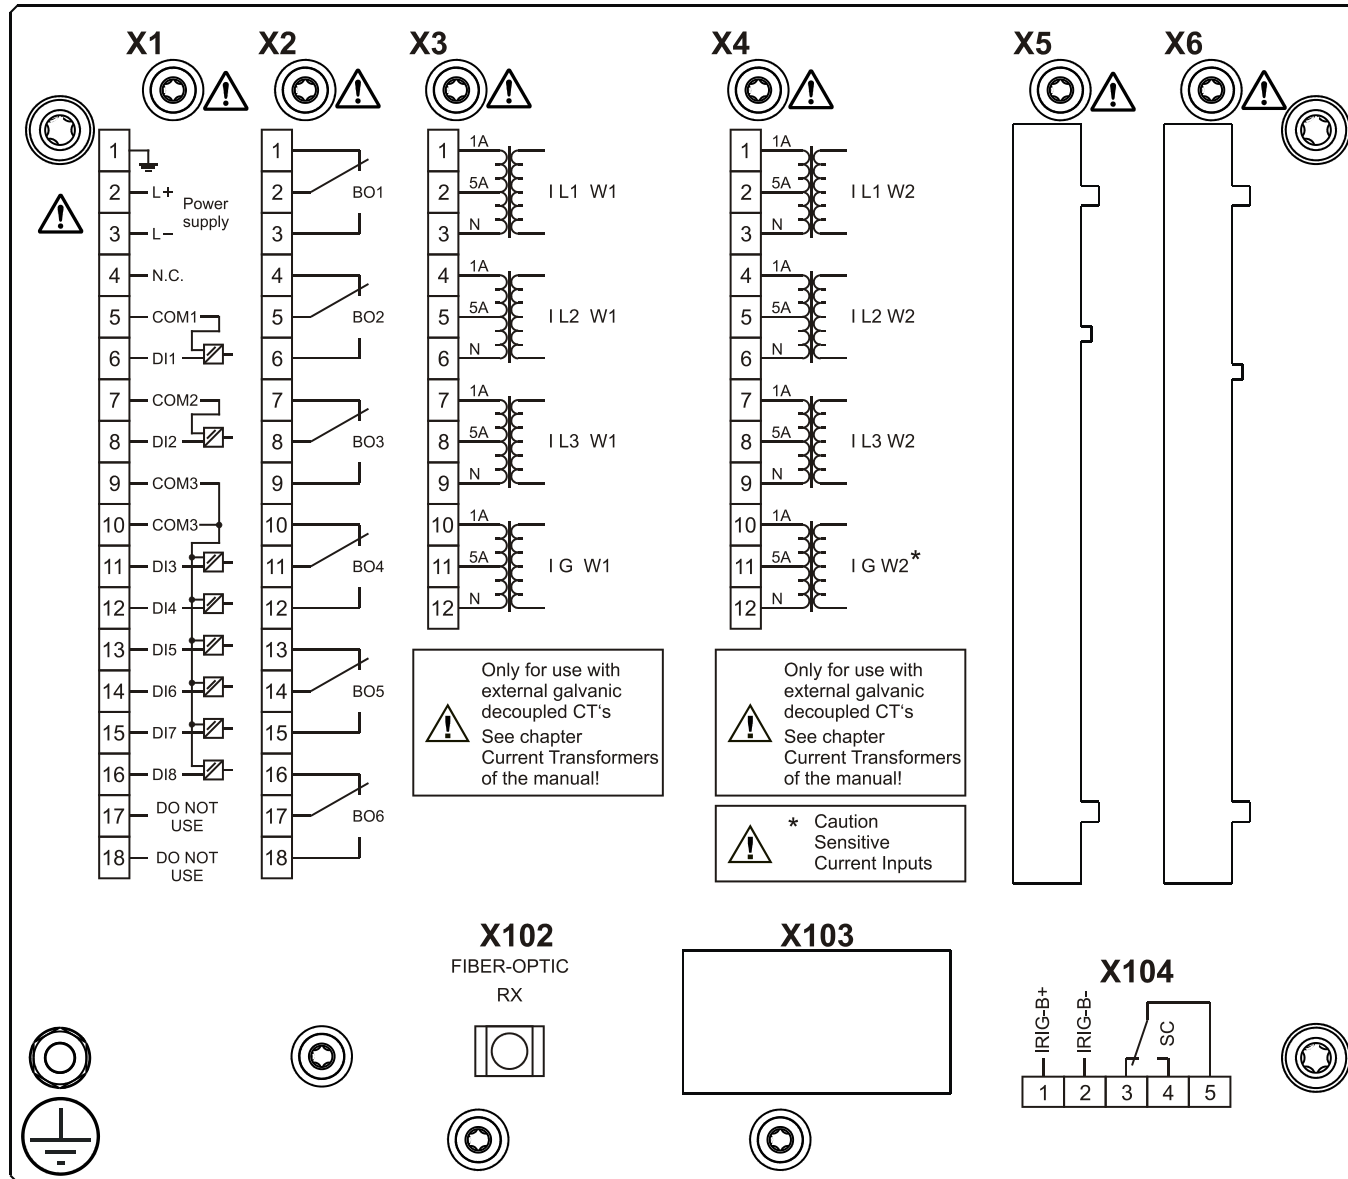 X1
X2
X3
X4
X5
X6
1
2 L+
Power
supply
3 L−
4 N.C.
5 COM1
6 DI1
7 COM2
8 DI2
9 COM3
10 COM3
11 DI3
12 DI4
13 DI5
14 DI6
15 DI7
16 DI8
17 DO NOT
USE
18 DO NOT
USE
1
2 BO1
3
4
5 BO2
6
7
8 BO3
9
10
11 BO4
12
13
14 BO5
15
16
17 BO6
18
1 1A
2 5A I L1 W1
3 N
4 1A
5 5A I L2 W1
6 N
7 1A
8 5A I L3 W1
9 N
10 1A
11 5A I G W1
12 N
Only for use with
external galvanic
decoupled CT‘s
See chapter
Current Transformers
of the manual!
1 1A
2 5A I L1 W2
3 N
4 1A
5 5A I L2 W2
6 N
7 1A
8 5A I L3 W2
9 N
10 1A
11 5A I G W2*
12 N
Only for use with
external galvanic
decoupled CT‘s
See chapter
Current Transformers
of the manual!
* Caution
Sensitive
Current Inputs
X102
FIBER-OPTIC
RX
X103
X104
IRIG-B+
IRIG-B-
SC
1 2 3 4 5